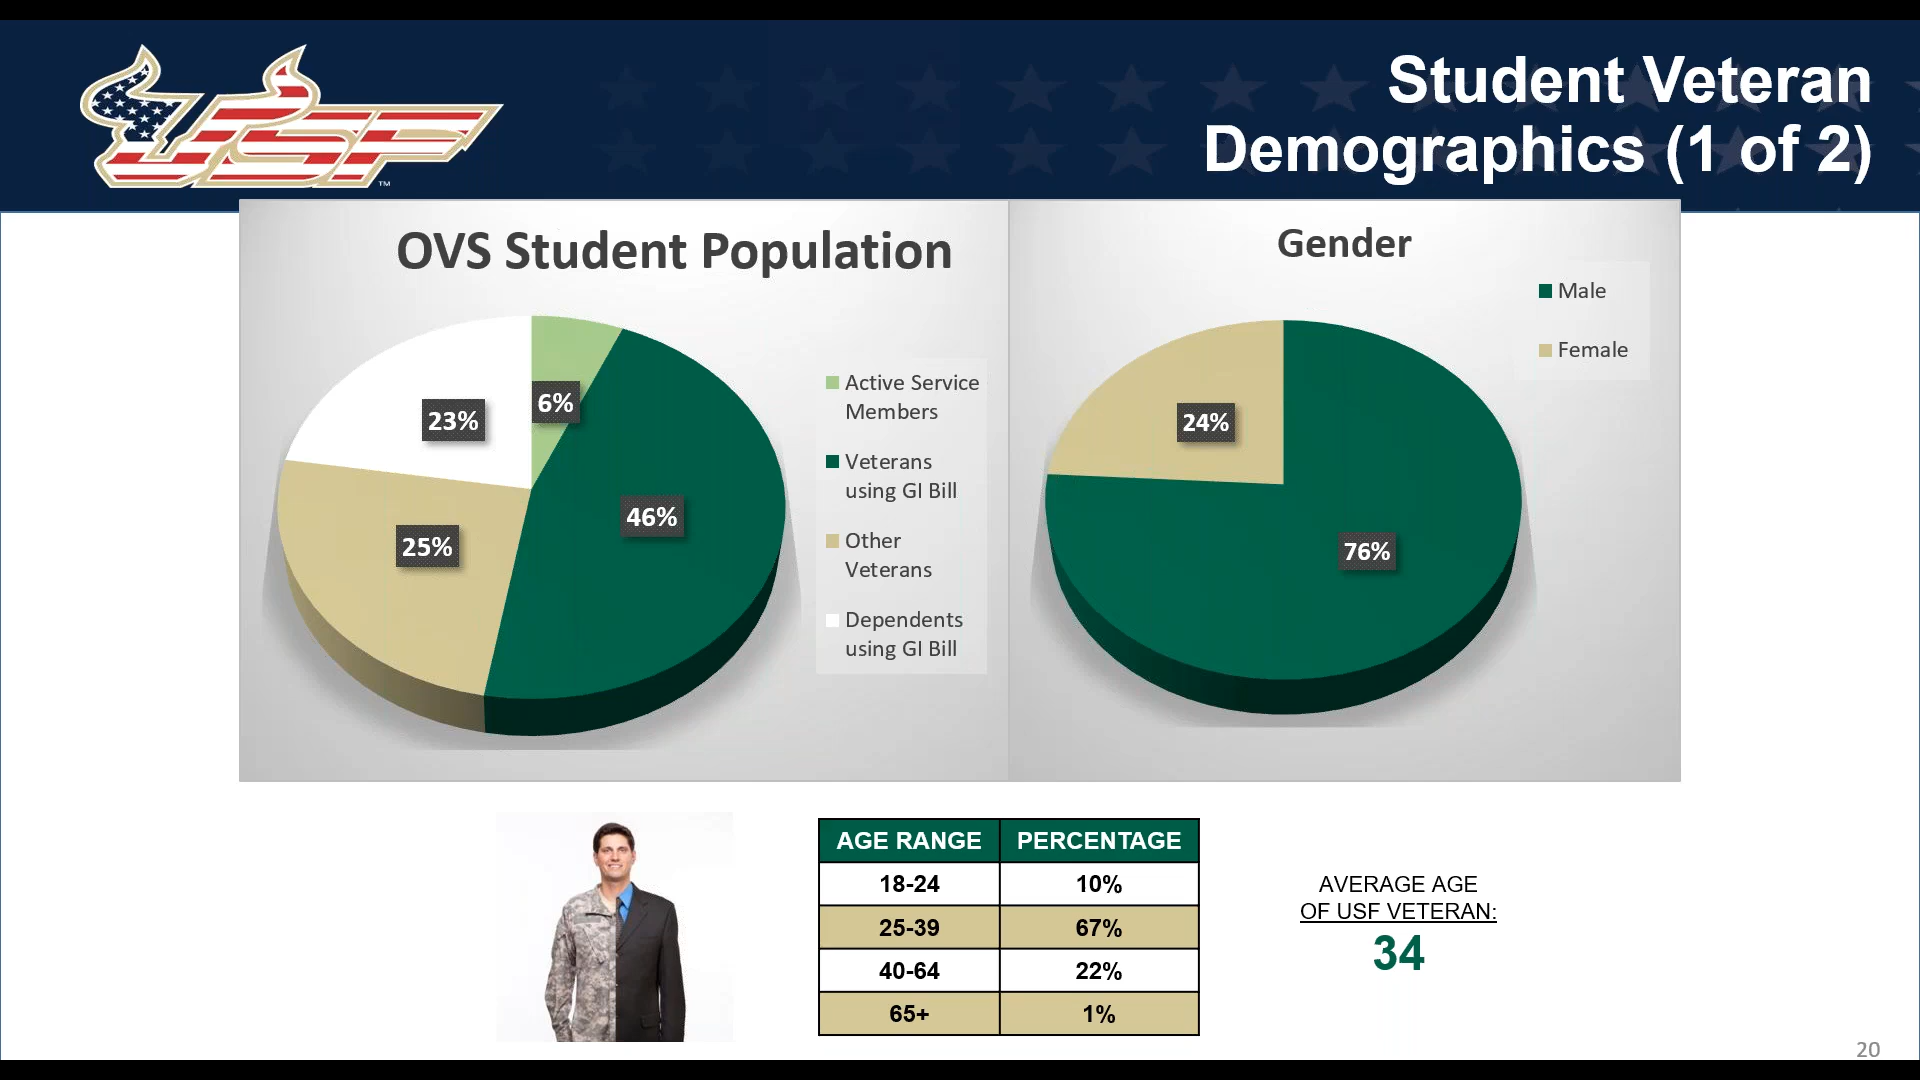 USF
TM
Student Veteran
Demographics (1 of 2)
OVS Student Population
6%
23%
46%
25%
Active Service
Members
Veterans
using GI Bill
Other
Veterans
Dependents
using GI Bill
Gender
Male
Female
24%
76%
AGE RANGE PERCENTAGE
18-24 10%
25-39 67%
40-64 22%
65+ 1%
AVERAGE AGE
OF USF VETERAN:
34
20